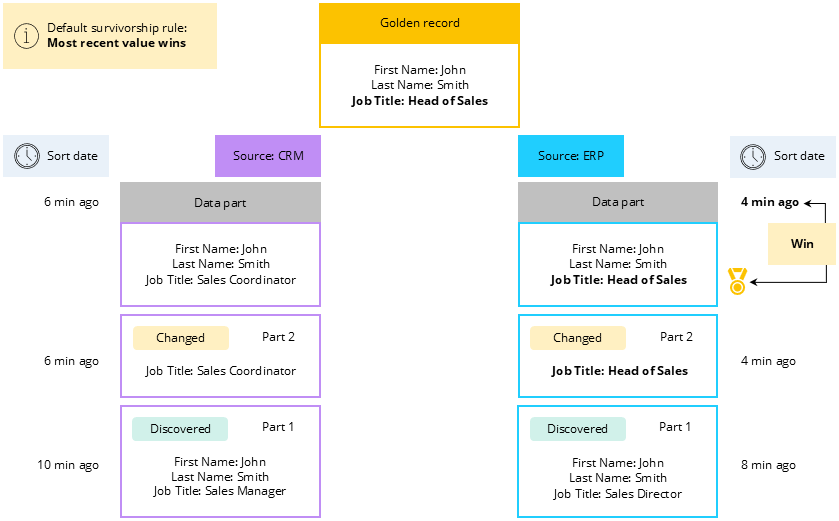 Default survivorship rule:
Most recent value wins
Golden record
First Name: John
Last Name: Smith
Job Title: Head of Sales
Sort date
Source: CRM
Source: ERP
Sort date
6 min ago
Data part
Data part
4 min ago
First Name: John
Last Name: Smith
Job Title: Sales Coordinator
First Name: John
Last Name: Smith
Job Title: Head of Sales
Win
Changed
Part 2
6 min ago
Job Title: Sales Coordinator
Changed
Part 2
Job Title: Head of Sales
4 min ago
Discovered
Part 1
10 min ago
First Name: John
Last Name: Smith
Job Title: Sales Manager
Discovered
Part 1
First Name: John
Last Name: Smith
Job Title: Sales Director
8 min ago